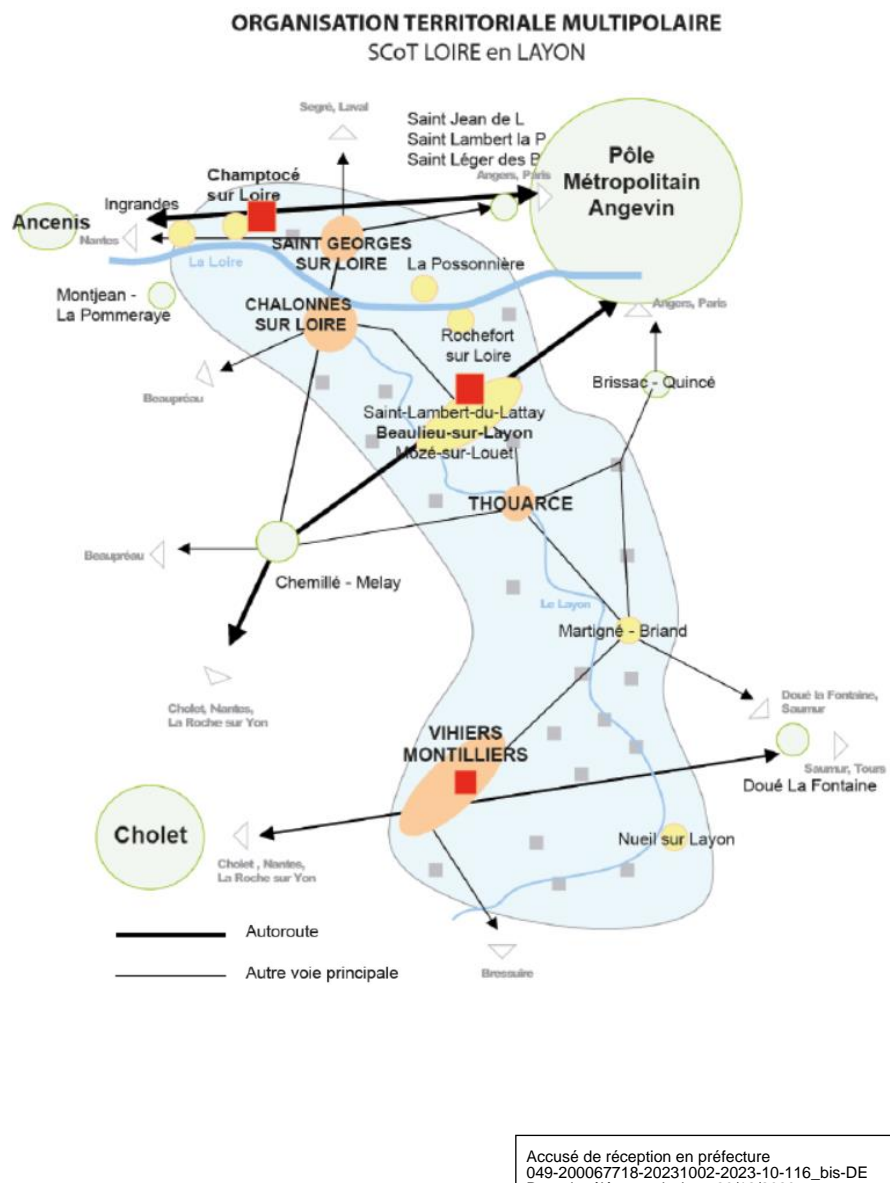 ORGANISATION TERRITORIALE MULTIPOLAIRE
SCoT LOIRE en LAYON
Segré, Laval
Saint Jean de L
Saint Lambert la P
Saint Léger des B
Angers, Paris
Pôle
Métropolitain
Angevin
Champtocé
sur Loire
Ingrandes
Ancenis
Nantes
SAINT GEORGES
SUR LOIRE
La Loire
La Possonnière
Montjean -
La Pommeraye
CHALONNES
SUR LOIRE
Angers, Paris
Rochefort
sur Loire
Brissac - Quincé
Beaupréau
Saint-Lambert-du-Lattay
Beaulieu-sur-Layon
Mozé-sur-Louet
THOUARCE
Beaupréau
Chemillé - Melay
Le Layon
Martigné - Briand
Cholet, Nantes,
La Roche sur Yon
Doué la Fontaine,
Saumur
VIHIERS
MONTILLIERS
Saumur, Tours
Doué La Fontaine
Cholet
Nueil sur Layon
Cholet , Nantes,
La Roche sur Yon
Autoroute
Autre voie principale
Bressuire
Accusé de réception en préfecture
049-200067718-20231002-2023-10-116_bis-DE